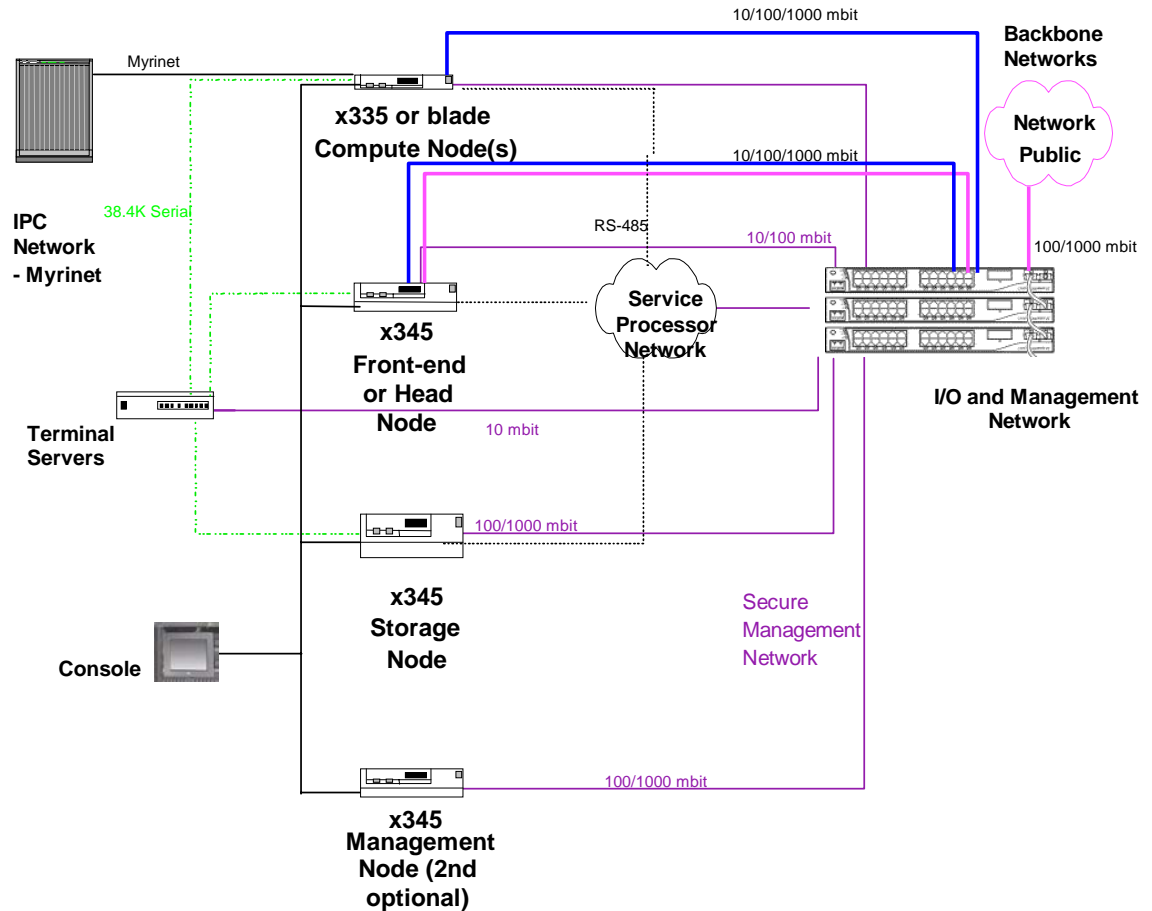 10/100/1000 mbit
Backbone
Networks
Myrinet
x335 or blade
Compute Node(s)
Network
Public
10/100/1000 mbit
38.4K Serial
IPC
Network
- Myrinet
RS-485
10/100 mbit
100/1000 mbit
Service
Processor
Network
x345
Front-end
or Head
Node
I/O and Management
Network
Terminal
Servers
10 mbit
100/1000 mbit
x345
Storage
Node
Secure
Management
Network
Console
100/1000 mbit
x345
Management
Node (2nd
optional)